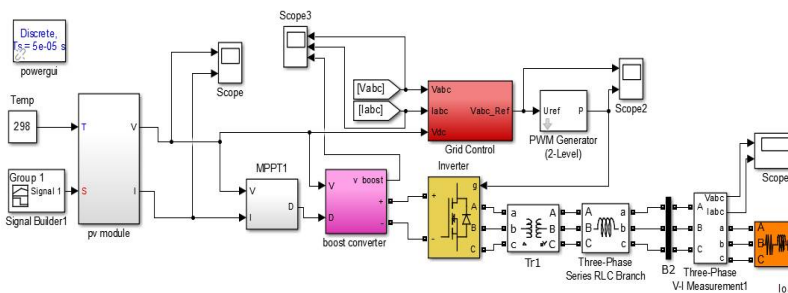 Discrete,
Ts = 5e-05 s
powergui
Temp
298
Group 1
Signal 1
Signal Builder1
T
S
V
I
pv module
Scope
Scope3
MPPT1
V
I
D
V
D
v boost
+
-
boost converter
[Vabc]
[Iabc]
Vabc
Iabc
Vdc
Vabc_Ref
Grid Control
Uref
P
PWM Generator
(2-Level)
Scope2
Inverter
g
+
-
A
B
C
a
b
c
A
B
C
Tr1
A
B
C
a
b
c
Three-Phase
Series RLC Branch
A
B
C
B2
Vabc
Iabc
A
B
C
a
b
c
Three-Phase
V-I Measurement1
Scope
A
B
C
lo